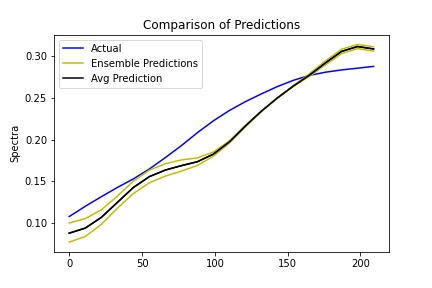 Comparison of Predictions
Actual
Ensemble Predictions
Avg Prediction
Spectra
0.30
0.25
0.20
0.15
0.10
0 50 100 150 200